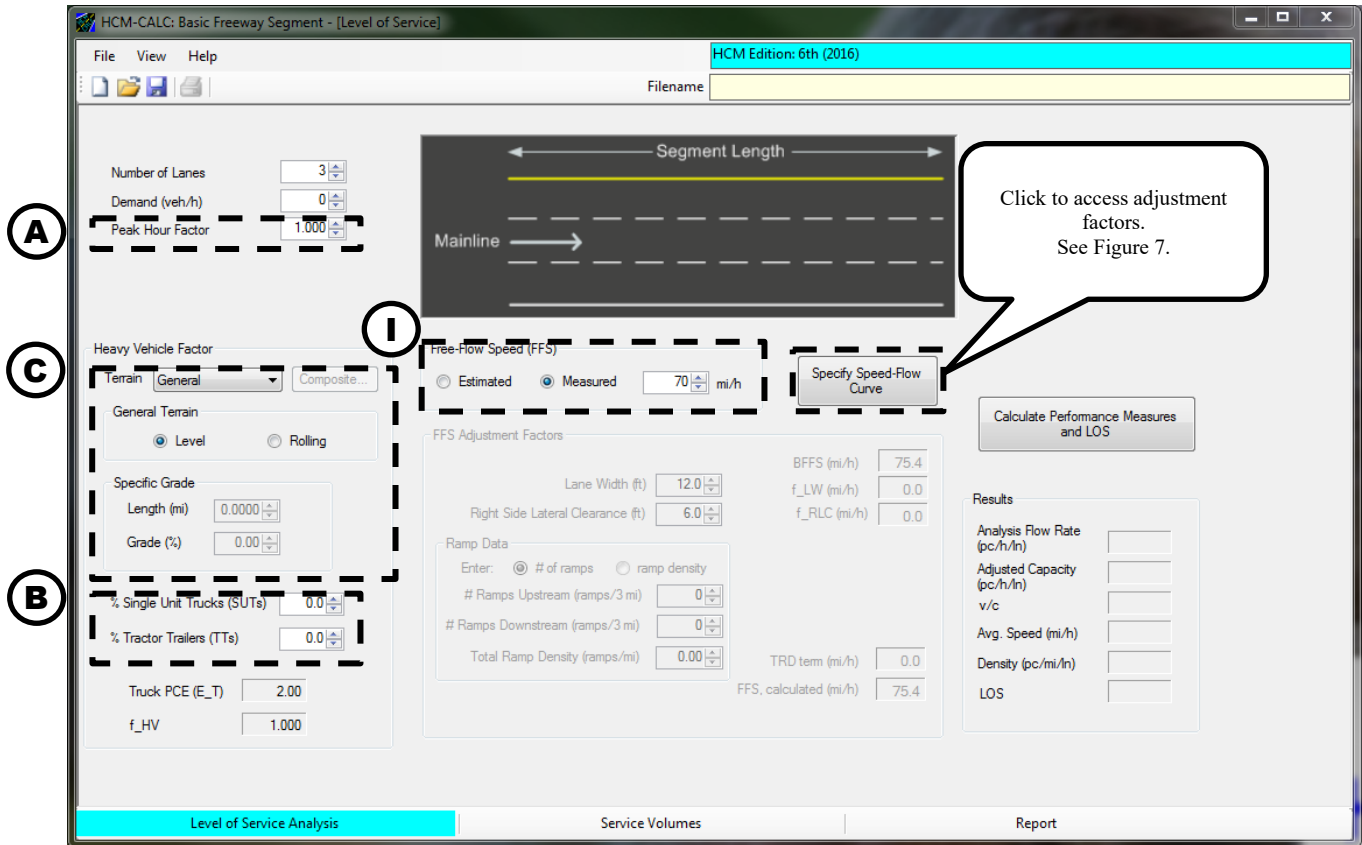 HCM-CALC: Basic Freeway Segment - [Level of Service]
File View Help
HCM Edition: 6th (2016)
Filename
Number of Lanes 3
Demand (veh/h) 0
A
Peak Hour Factor 1.000
Segment Length
Mainline
Click to access adjustment
factors.
See Figure 7.
I
C
Heavy Vehicle Factor
Terrain General Composite...
General Terrain
Level Rolling
Specific Grade
Length (mi) 0.0000
Grade (%) 0.00
B
% Single Unit Trucks (SUTs) 0.0
% Tractor Trailers (TTs) 0.0
Truck PCE (E_T) 2.00
f_HV 1.000
Free-Flow Speed (FFS)
Estimated Measured 70 mi/h
Specify Speed-Flow
Curve
FFS Adjustment Factors
BFFS (mi/h) 75.4
Lane Width (ft) 12.0
f_LW (mi/h) 0.0
Right Side Lateral Clearance (ft) 6.0
f_RLC (mi/h) 0.0
Ramp Data
Enter: # of ramps ramp density
# Ramps Upstream (ramps/3 mi) 0
# Ramps Downstream (ramps/3 mi) 0
Total Ramp Density (ramps/mi) 0.00
TRD term (mi/h) 0.0
FFS, calculated (mi/h) 75.4
Calculate Performance Measures
and LOS
Results
Analysis Flow Rate
(pc/h/ln)
Adjusted Capacity
(pc/h/ln)
v/c
Avg. Speed (mi/h)
Density (pc/mi/ln)
LOS
Level of Service Analysis
Service Volumes
Report